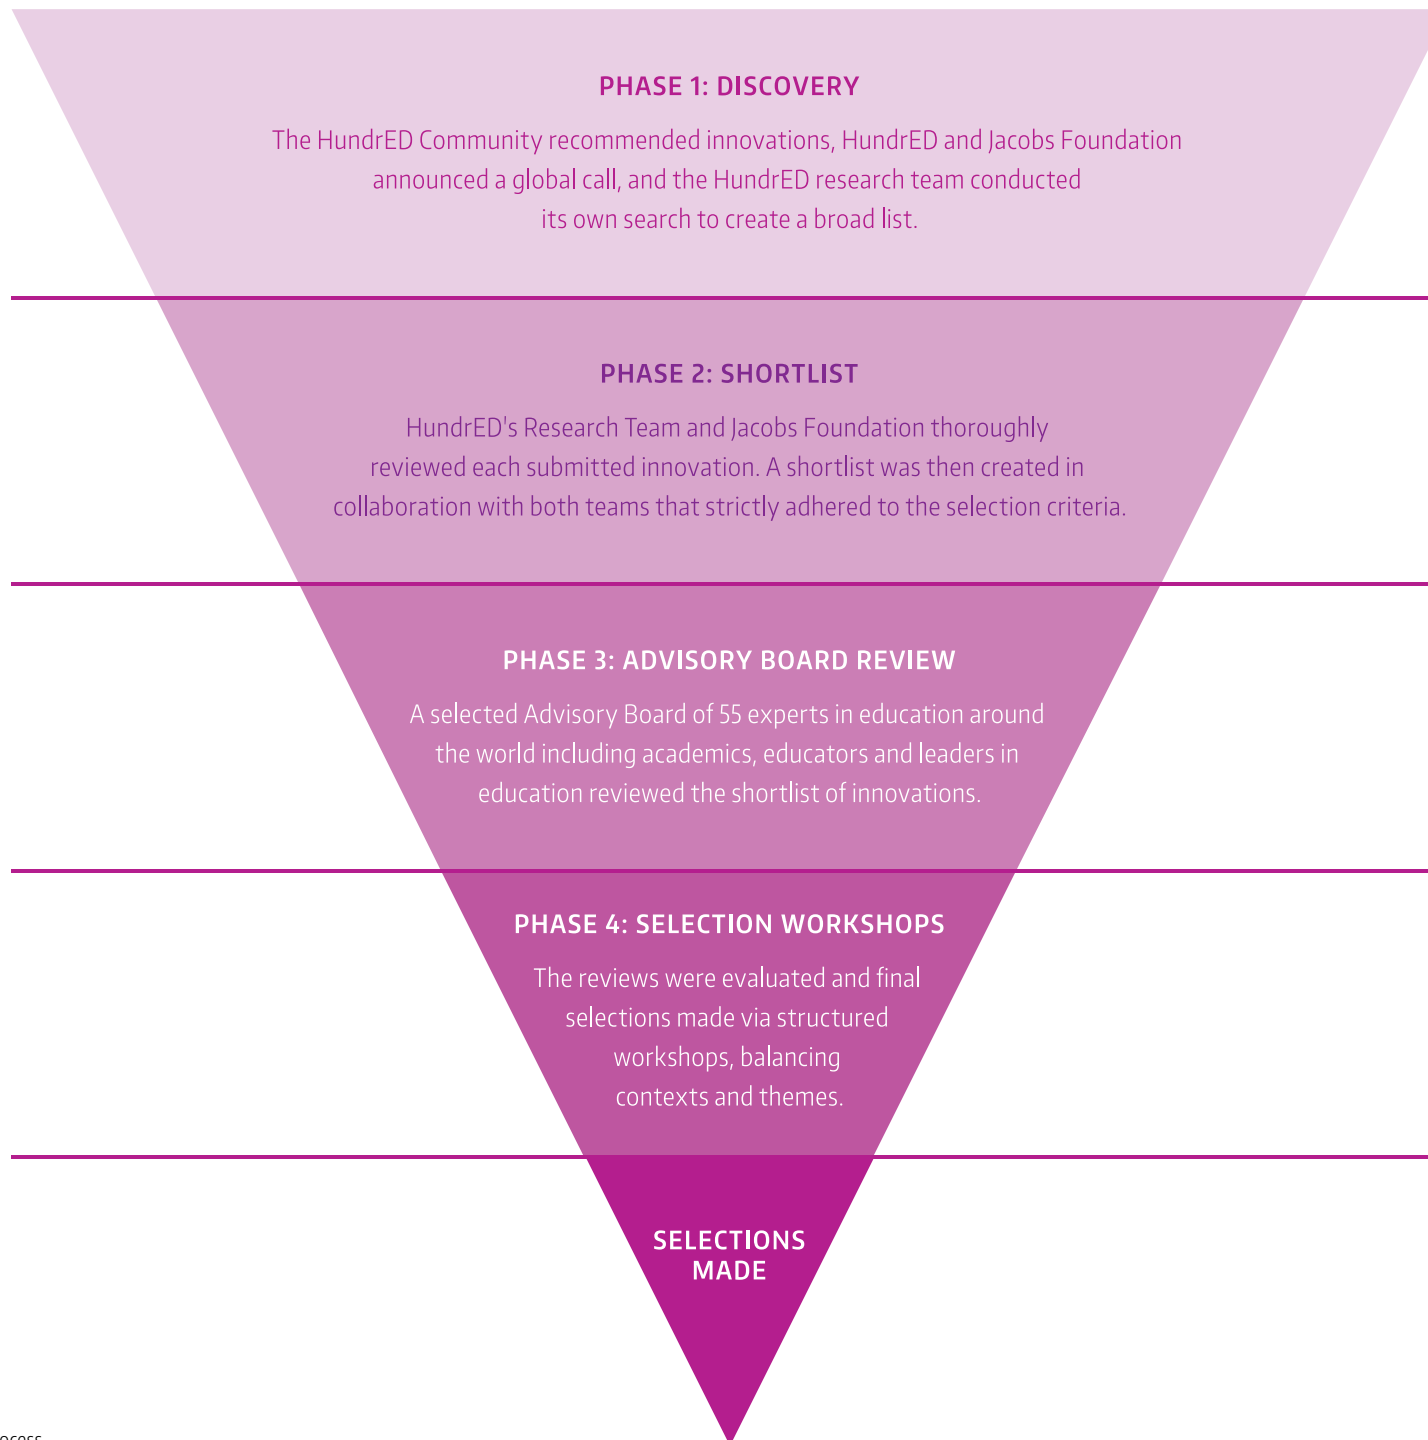 PHASE 1: DISCOVERY
The HundrED Community recommended innovations, HundrED and Jacobs Foundation
announced a global call, and the HundrED research team conducted
its own search to create a broad list.
PHASE 2: SHORTLIST
HundrED's Research Team and Jacobs Foundation thoroughly
reviewed each submitted innovation. A shortlist was then created in
collaboration with both teams that strictly adhered to the selection criteria.
PHASE 3: ADVISORY BOARD REVIEW
A selected Advisory Board of 55 experts in education around
the world including academics, educators and leaders in
education reviewed the shortlist of innovations.
PHASE 4: SELECTION WORKSHOPS
The reviews were evaluated and final
selections made via structured
workshops, balancing
contexts and themes.
SELECTIONS
MADE